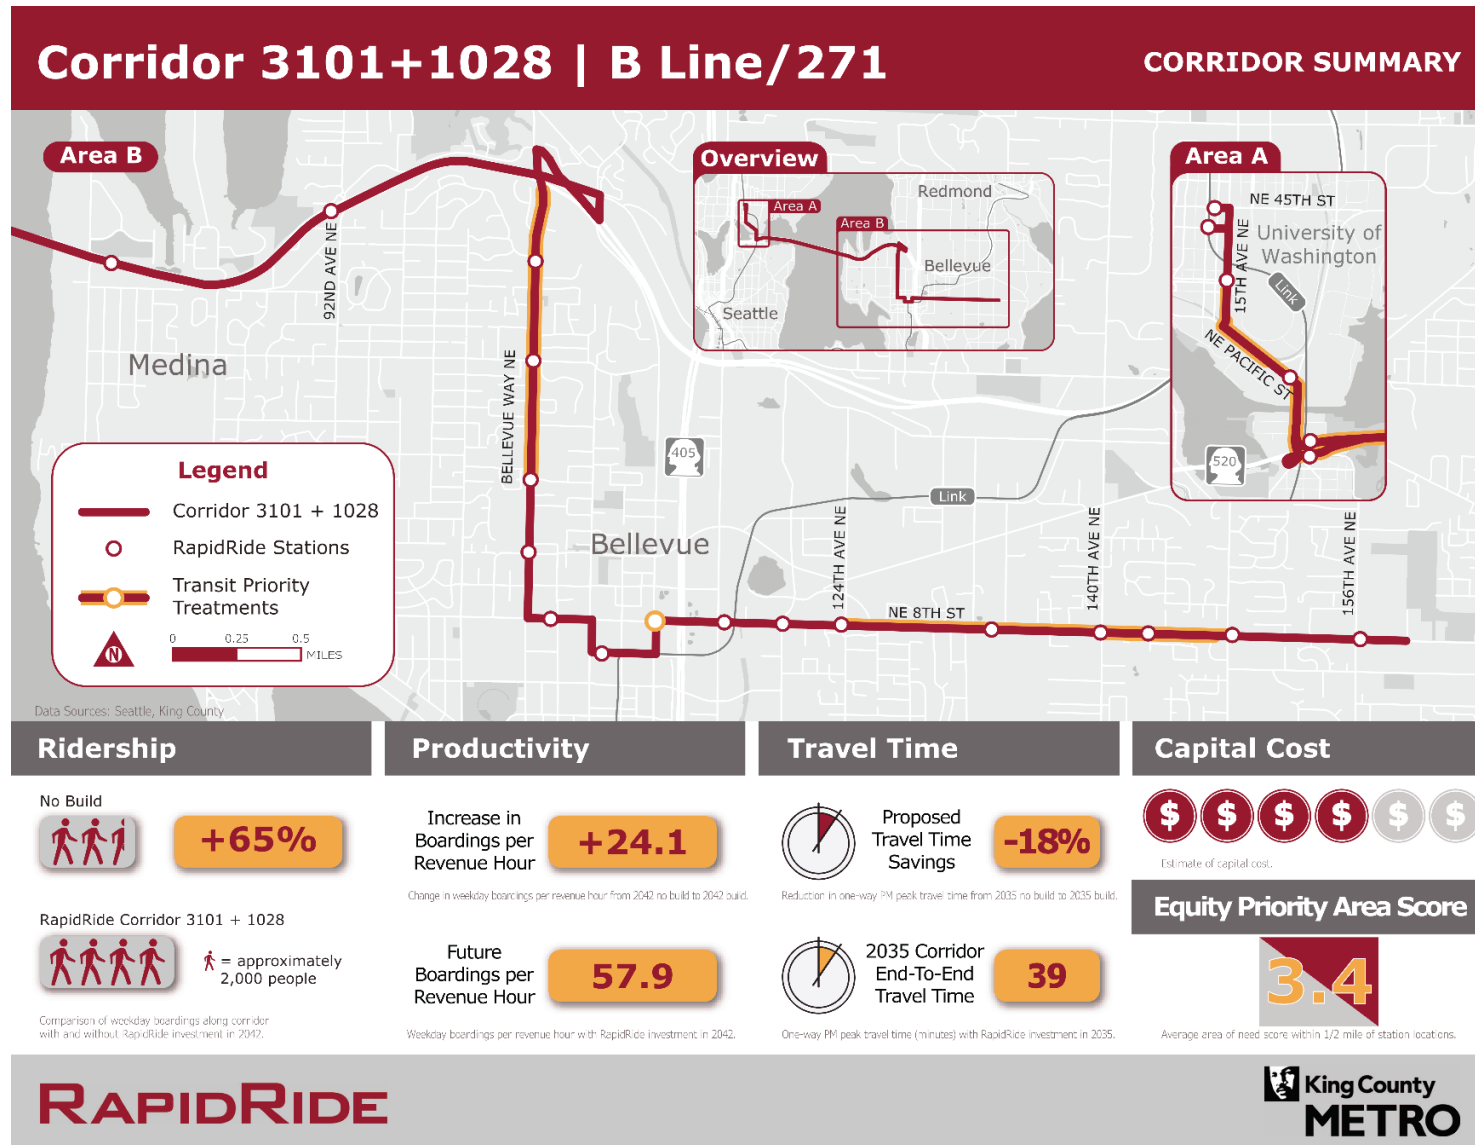 Corridor 3101+1028 | B Line/271
CORRIDOR SUMMARY
Area B
92ND AVE NE
Medina
BELLEVUE WAY NE
405
Bellevue
Link
124TH AVE NE
NE 8TH ST
140TH AVE NE
156TH AVE NE
Overview
Redmond
Area A
Area B
Bellevue
Seattle
Area A
NE 45TH ST
University of
Washington
15TH AVE NE
Link
NE PACIFIC ST
520
Legend
Corridor 3101 + 1028
RapidRide Stations
Transit Priority
Treatments
N
0 0.25 0.5
MILES
Data Sources: Seattle, King County
Ridership
No Build
+65%
RapidRide Corridor 3101 + 1028
= approximately
2,000 people
Comparison of weekday boardings along corridor
with and without RapidRide investment in 2042.
Productivity
Increase in
Boardings per
Revenue Hour
+24.1
Change in weekday boardings per revenue hour from 2042 no build to 2042 build.
Future
Boardings per
Revenue Hour
57.9
Weekday boardings per revenue hour with RapidRide investment in 2042.
Travel Time
Proposed
Travel Time
Savings
-18%
Reduction in one-way PM peak travel time from 2035 no build to 2035 build.
2035 Corridor
End-To-End
Travel Time
39
One-way PM peak travel time (minutes) with RapidRide investment in 2035.
Capital Cost
$ $ $ $ $ $
Estimate of capital cost.
Equity Priority Area Score
3.4
Average area of need score within 1/2 mile of station locations.
RAPIDRIDE
King County
METRO